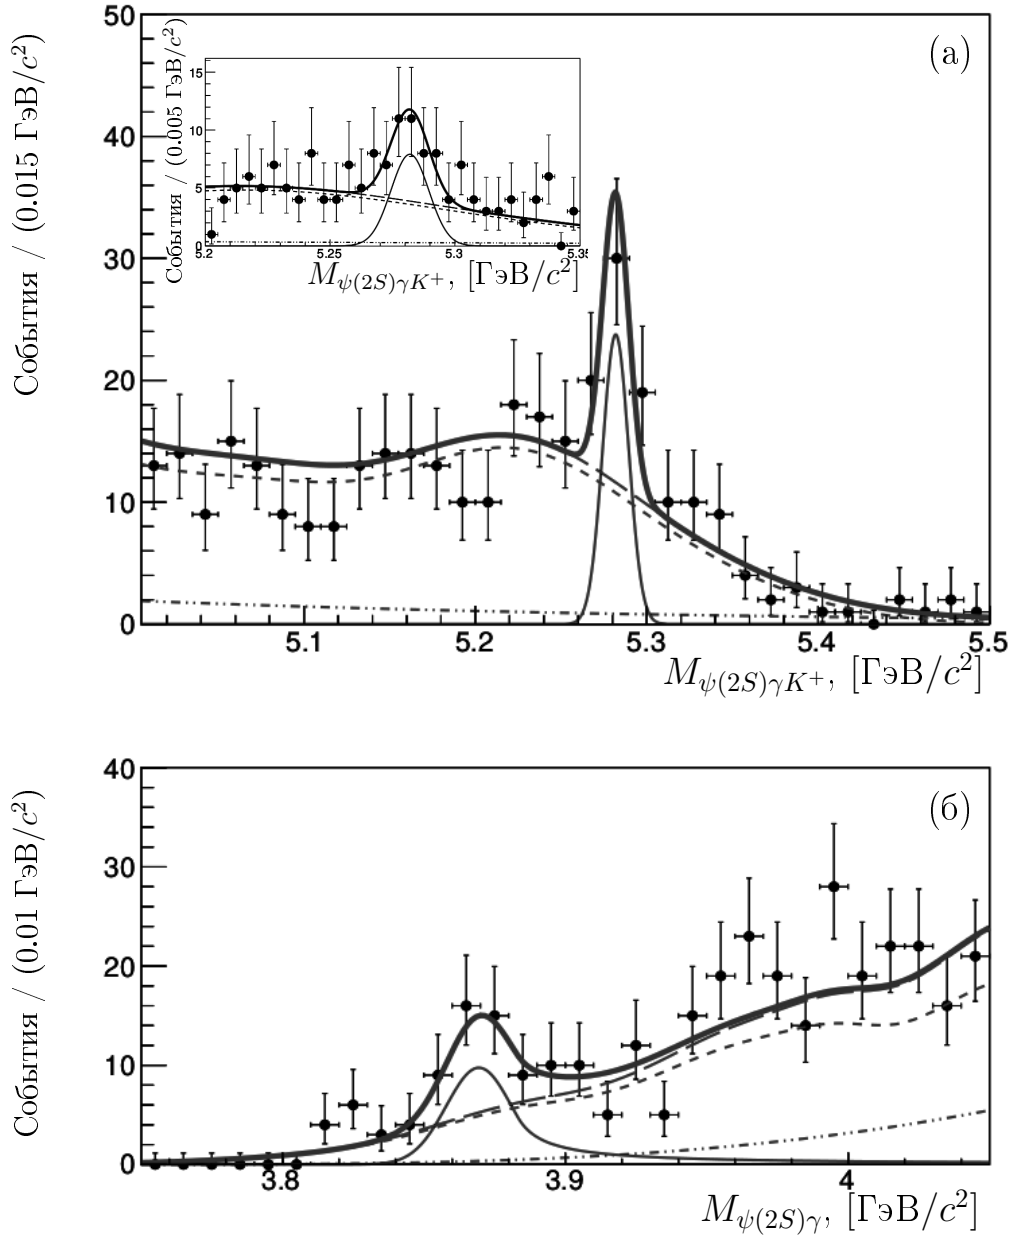 50
40
30
20
10
0
События / (0.015 ГэВ/c²)
(а)
15
10
5
0
События / (0.005 ГэВ/c²)
5.2 5.25 5.3 5.35
M_ψ(2S)γK⁺, [ГэВ/c²]
5.1 5.2 5.3 5.4 5.5
M_ψ(2S)γK⁺, [ГэВ/c²]
40
30
20
10
0
События / (0.01 ГэВ/c²)
(б)
3.8 3.9 4
M_ψ(2S)γ, [ГэВ/c²]